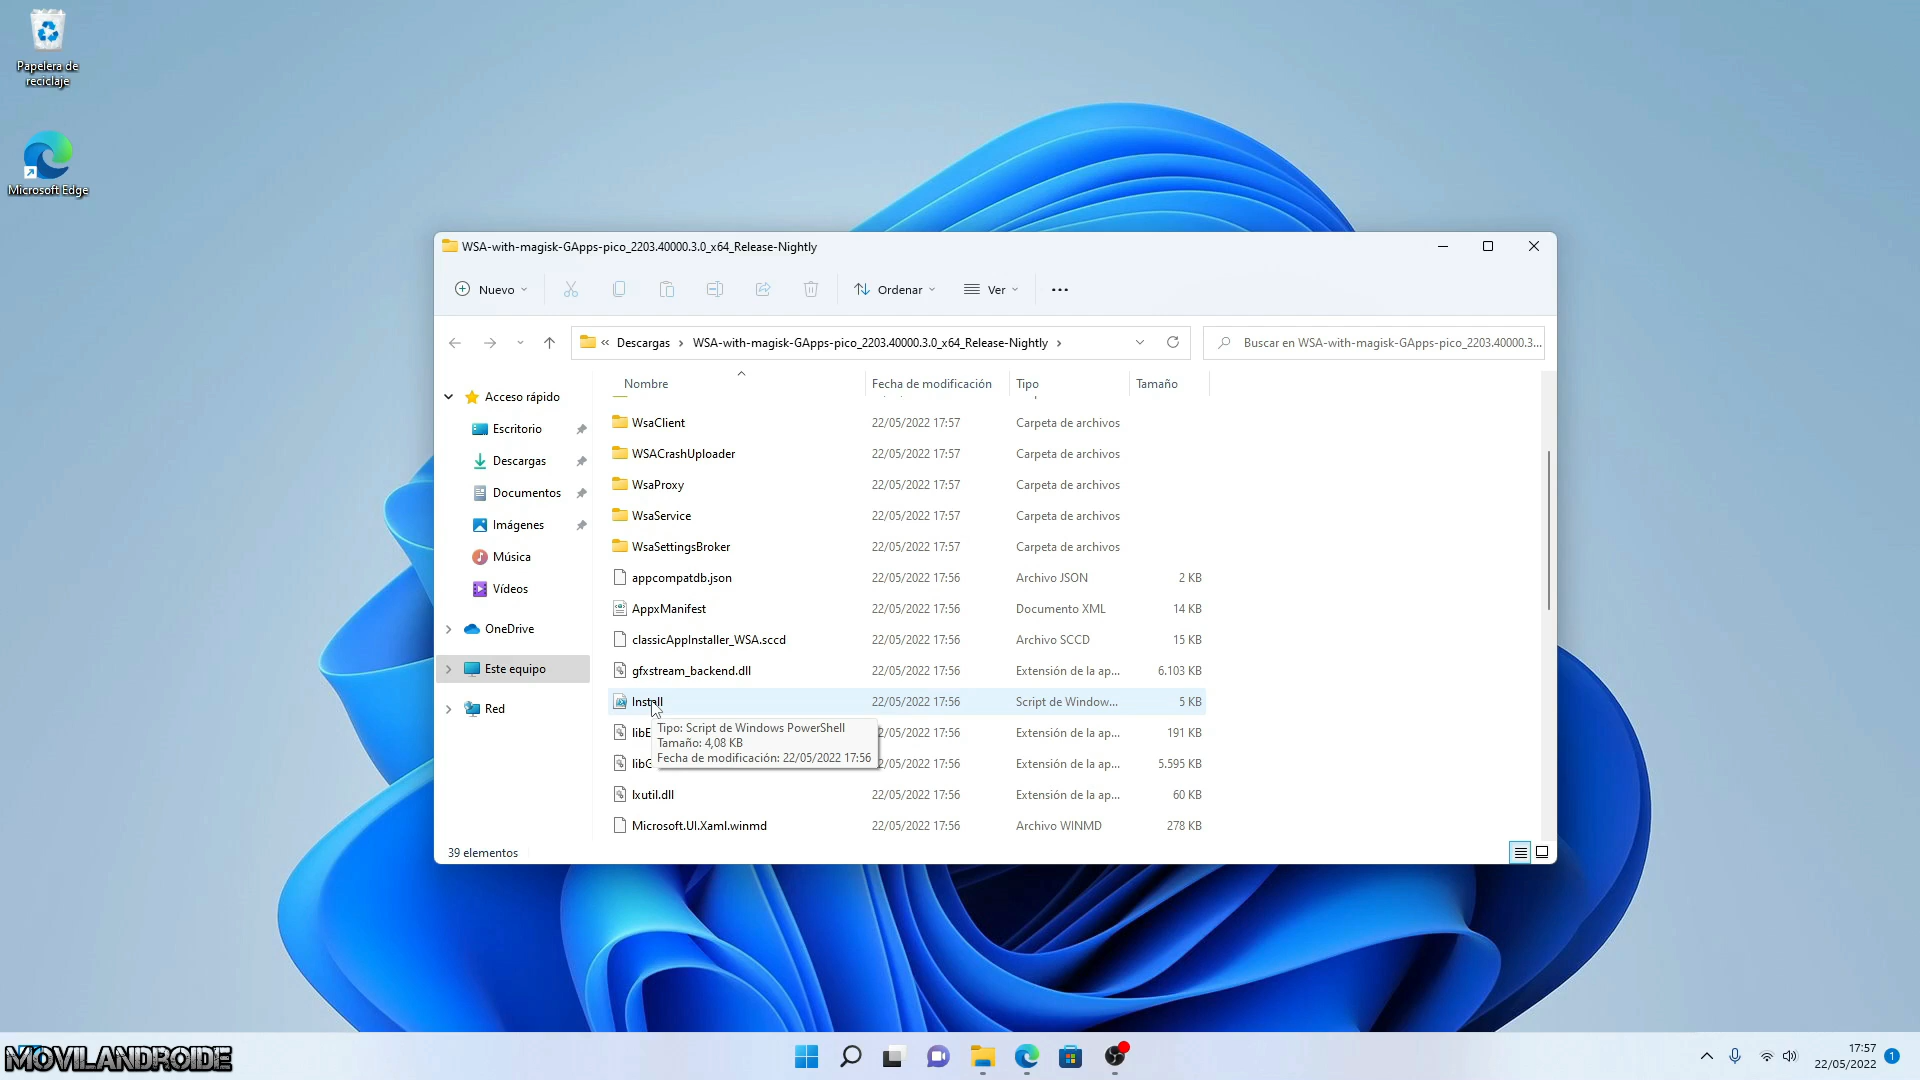 Papelera de
reciclaje
Microsoft Edge
WSA-with-magisk-GApps-pico_2203.40000.3.0_x64_Release-Nightly
Nuevo
Ordenar
Ver
Descargas
WSA-with-magisk-GApps-pico_2203.40000.3.0_x64_Release-Nightly
Buscar en WSA-with-magisk-GApps-pico_2203.40000.3...
Acceso rápido
Escritorio
Descargas
Documentos
Imágenes
Música
Vídeos
OneDrive
Este equipo
Red
Nombre Fecha de modificación Tipo Tamaño
WsaClient 22/05/2022 17:57 Carpeta de archivos
WSACrashUploader 22/05/2022 17:57 Carpeta de archivos
WsaProxy 22/05/2022 17:57 Carpeta de archivos
WsaService 22/05/2022 17:57 Carpeta de archivos
WsaSettingsBroker 22/05/2022 17:57 Carpeta de archivos
appcompatdb.json 22/05/2022 17:56 Archivo JSON 2 KB
AppxManifest 22/05/2022 17:56 Documento XML 14 KB
classicAppInstaller_WSA.sccd 22/05/2022 17:56 Archivo SCCD 15 KB
gfxstream_backend.dll 22/05/2022 17:56 Extensión de la ap... 6.103 KB
Install 22/05/2022 17:56 Script de Window... 5 KB
Tipo: Script de Windows PowerShell
Tamaño: 4,08 KB
Fecha de modificación: 22/05/2022 17:56
/05/2022 17:56 Extensión de la ap... 191 KB
/05/2022 17:56 Extensión de la ap... 5.595 KB
lxutil.dll 22/05/2022 17:56 Extensión de la ap... 60 KB
Microsoft.UI.Xaml.winmd 22/05/2022 17:56 Archivo WINMD 278 KB
39 elementos
MOVILANDROIDE
17:57
22/05/2022
1